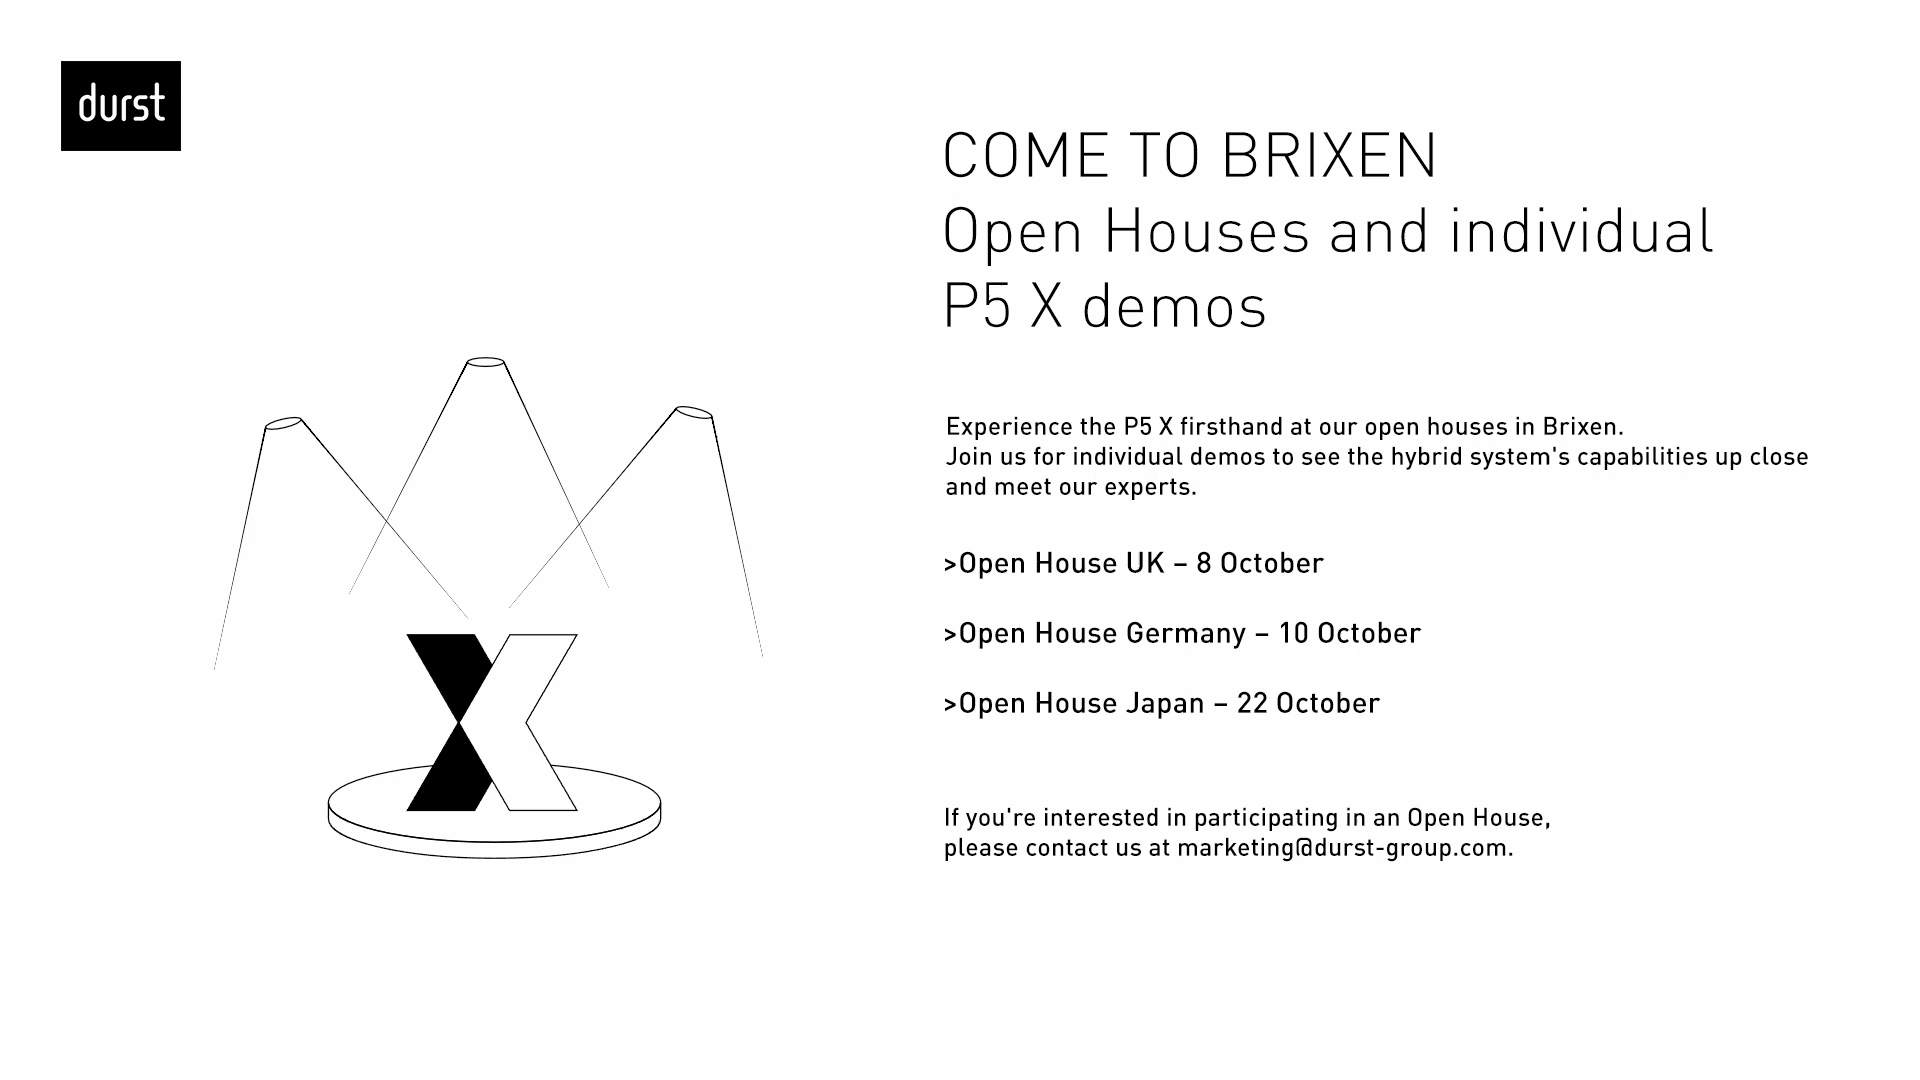 durst
COME TO BRIXEN
Open Houses and individual
P5 X demos
Experience the P5 X firsthand at our open houses in Brixen.
Join us for individual demos to see the hybrid system's capabilities up close
and meet our experts.
>Open House UK – 8 October
>Open House Germany – 10 October
>Open House Japan – 22 October
If you're interested in participating in an Open House,
please contact us at marketing@durst-group.com.
X